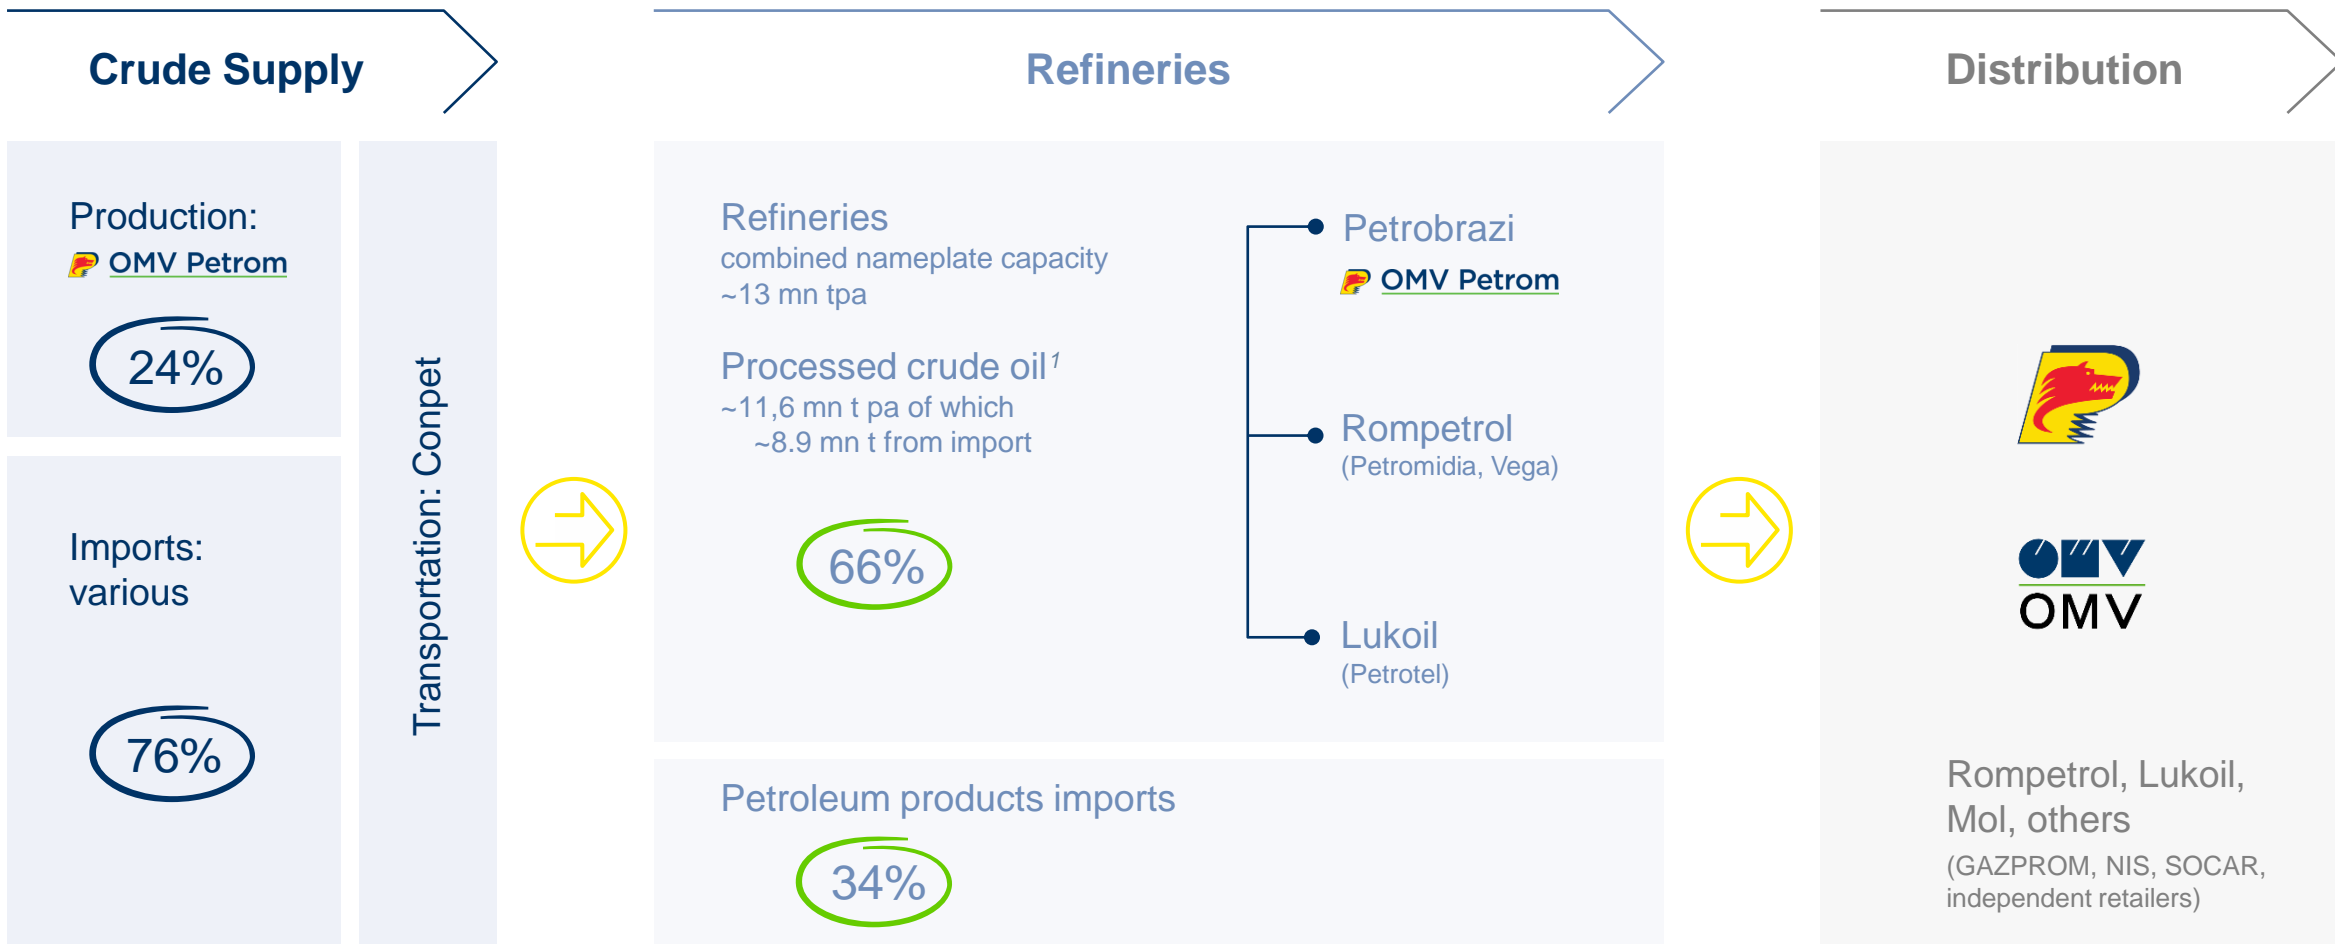 Crude Supply
Refineries
Distribution
Production:
OMV Petrom
24%
Imports:
various
76%
Transportation: Conpet
Refineries
combined nameplate capacity
~13 mn tpa
Processed crude oil1
~11,6 mn t pa of which
~8.9 mn t from import
66%
Petrobrazi
OMV Petrom
Rompetrol
(Petromidia, Vega)
Lukoil
(Petrotel)
Petroleum products imports
34%
OMV
OMV
Rompetrol, Lukoil,
Mol, others
(GAZPROM, NIS, SOCAR,
independent retailers)